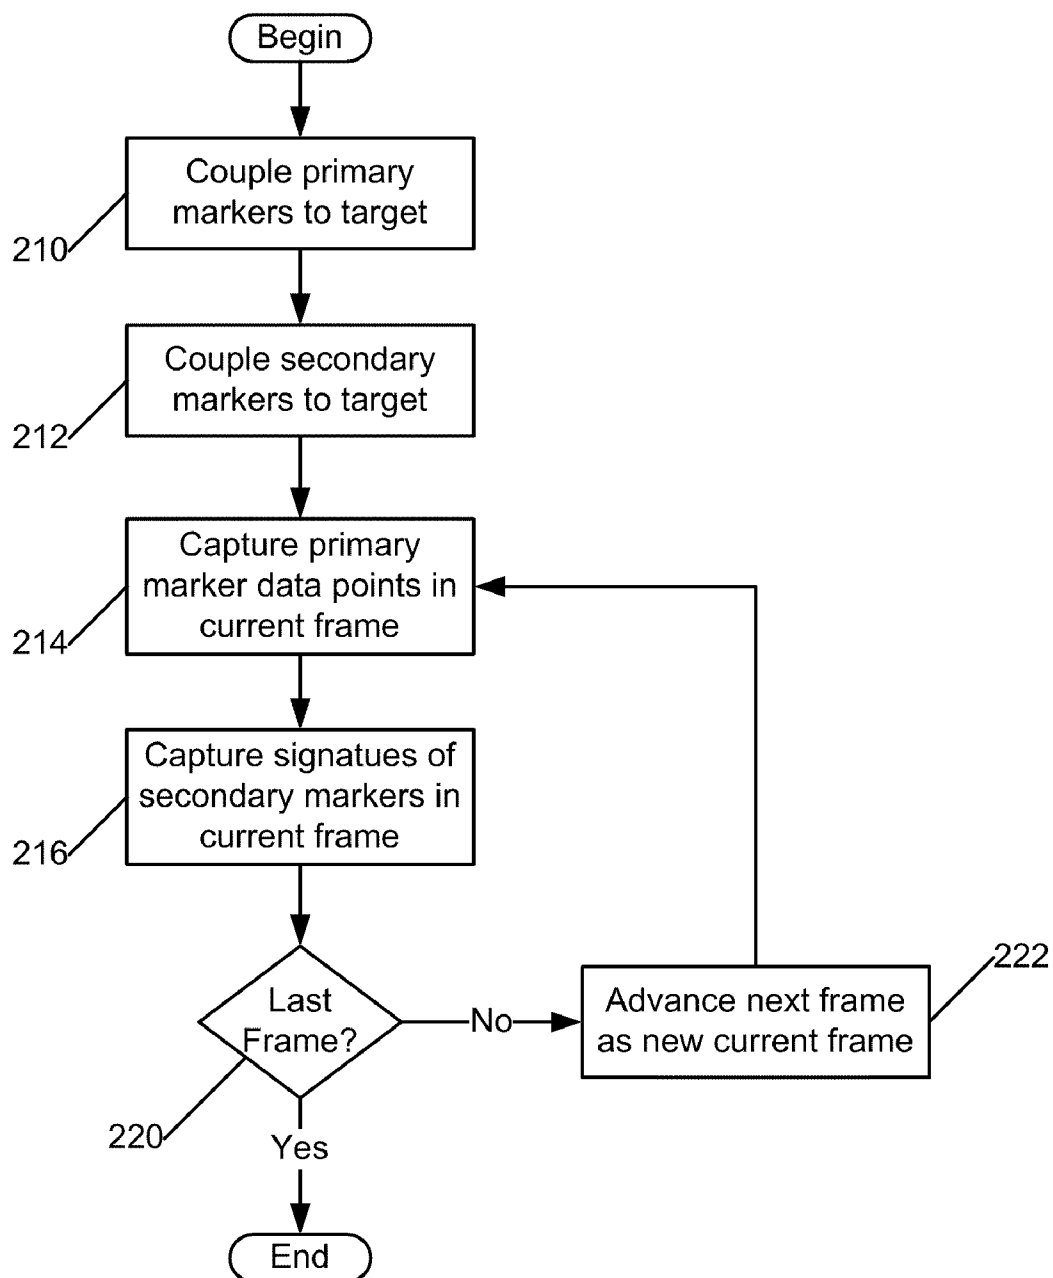 Begin
Couple primary
markers to target
210
Couple secondary
markers to target
212
Capture primary
marker data points in
current frame
214
Capture signatues of
secondary markers in
current frame
216
Last
Frame?
220
No
Advance next frame
as new current frame
222
Yes
End